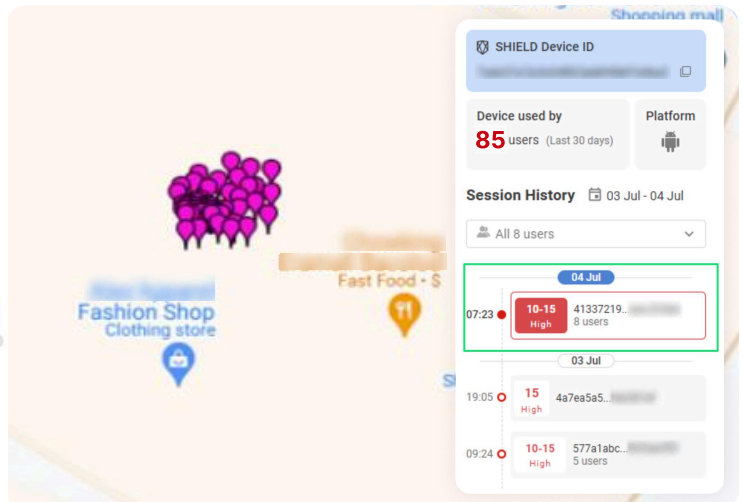 Shopping mall
Fashion Shop
Clothing store
Fast Food • S
SHIELD Device ID
Device used by
85 users (Last 30 days)
Platform
Session History 03 Jul - 04 Jul
All 8 users
04 Jul
07:23
10-15
High
41337219..
8 users
03 Jul
19:05
15
High
4a7ea5a5..
09:24
10-15
High
577a1abc..
5 users